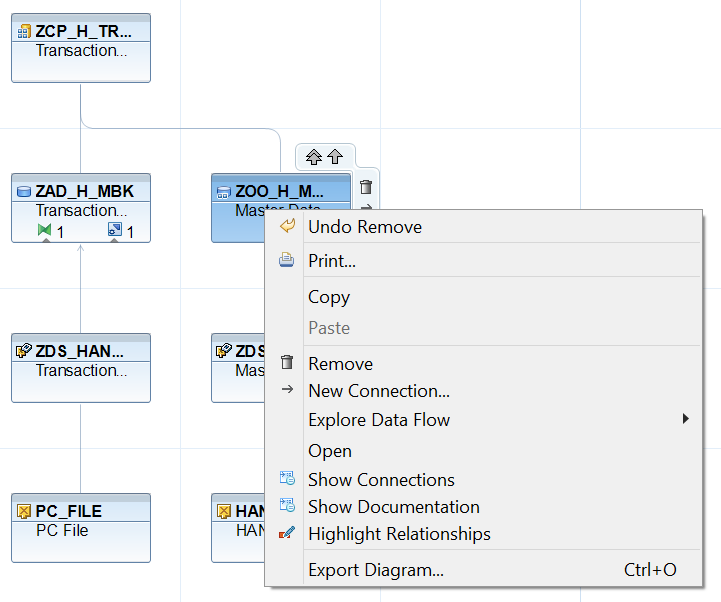 ZCP_H_TR...
Transaction...
ZAD_H_MBK
Transaction...
1
1
ZOO_H_M...
Master Data
Undo Remove
Print...
Copy
Paste
Remove
New Connection...
Explore Data Flow
Open
Show Connections
Show Documentation
Highlight Relationships
Export Diagram...
Ctrl+O
ZDS_HAN...
Transaction...
ZDS
Mas
PC_FILE
PC File
HAN
HAN